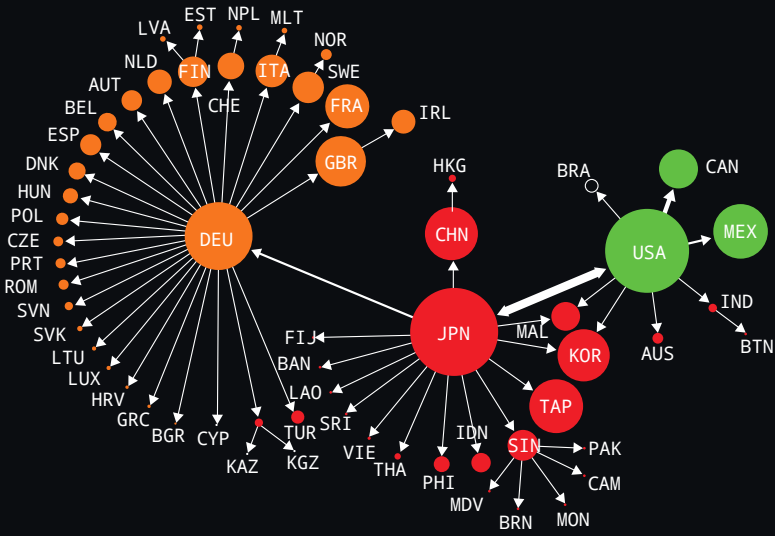 EST
NPL
MLT
LVA
NOR
NLD
FIN
ITA
SWE
AUT
CHE
FRA
BEL
IRL
ESP
GBR
DNK
HKG
BRA
CAN
HUN
POL
CHN
MEX
CZE
DEU
USA
PRT
ROM
IND
SVN
MAL
SVK
FIJ
JPN
BTN
LTU
BAN
KOR
AUS
LUX
LAO
HRV
TAP
GRC
SRI
BGR
CYP
TUR
IDN
VIE
SIN
PAK
KAZ
KGZ
THA
PHI
CAM
MDV
BRN
MON